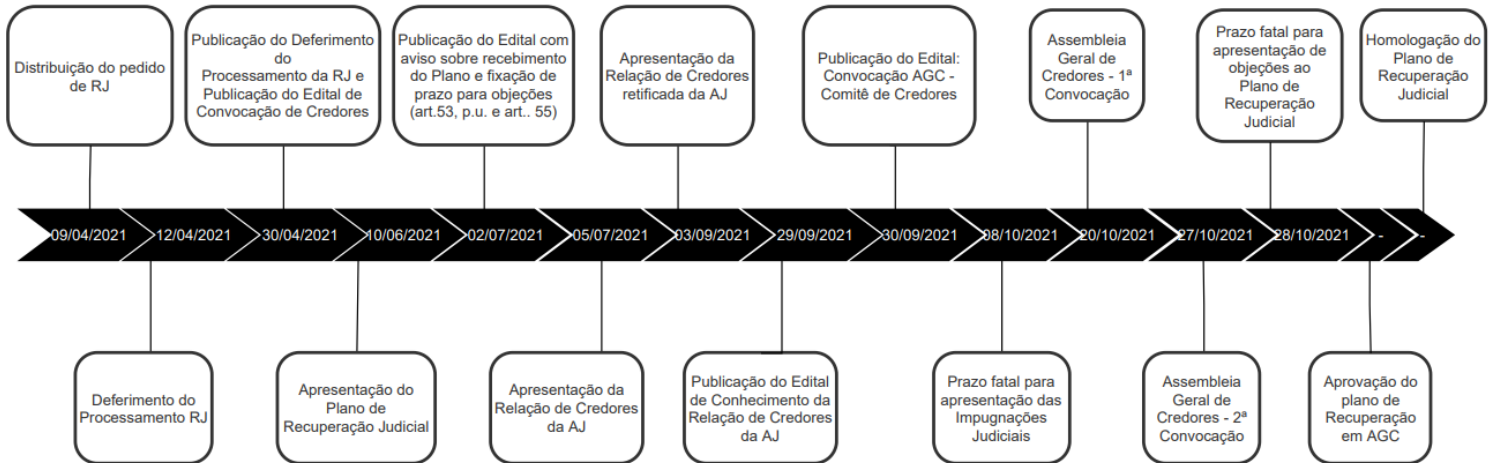 Distribuição do pedido
de RJ
Publicação do Deferimento
do
Processamento da RJ e
Publicação do Edital de
Convocação de Credores
Publicação do Edital com
aviso sobre recebimento
do Plano e fixação de
prazo para objeções
(art.53, p.u. e art.. 55)
Apresentação da
Relação de Credores
retificada da AJ
Publicação do Edital:
Convocação AGC -
Comitê de Credores
Assembleia
Geral de
Credores - 1ª
Convocação
Prazo fatal para
apresentação de
objeções ao
Plano de
Recuperação
Judicial
Homologação do
Plano de
Recuperação
Judicial
09/04/2021
12/04/2021
30/04/2021
10/06/2021
02/07/2021
05/07/2021
03/09/2021
29/09/2021
30/09/2021
08/10/2021
20/10/2021
27/10/2021
28/10/2021
-
-
Deferimento do
Processamento RJ
Apresentação do
Plano de
Recuperação Judicial
Apresentação da
Relação de Credores
da AJ
Publicação do Edital
de Conhecimento da
Relação de Credores
da AJ
Prazo fatal para
apresentação das
Impugnações
Judiciais
Assembleia
Geral de
Credores - 2ª
Convocação
Aprovação do
plano de
Recuperação
em AGC